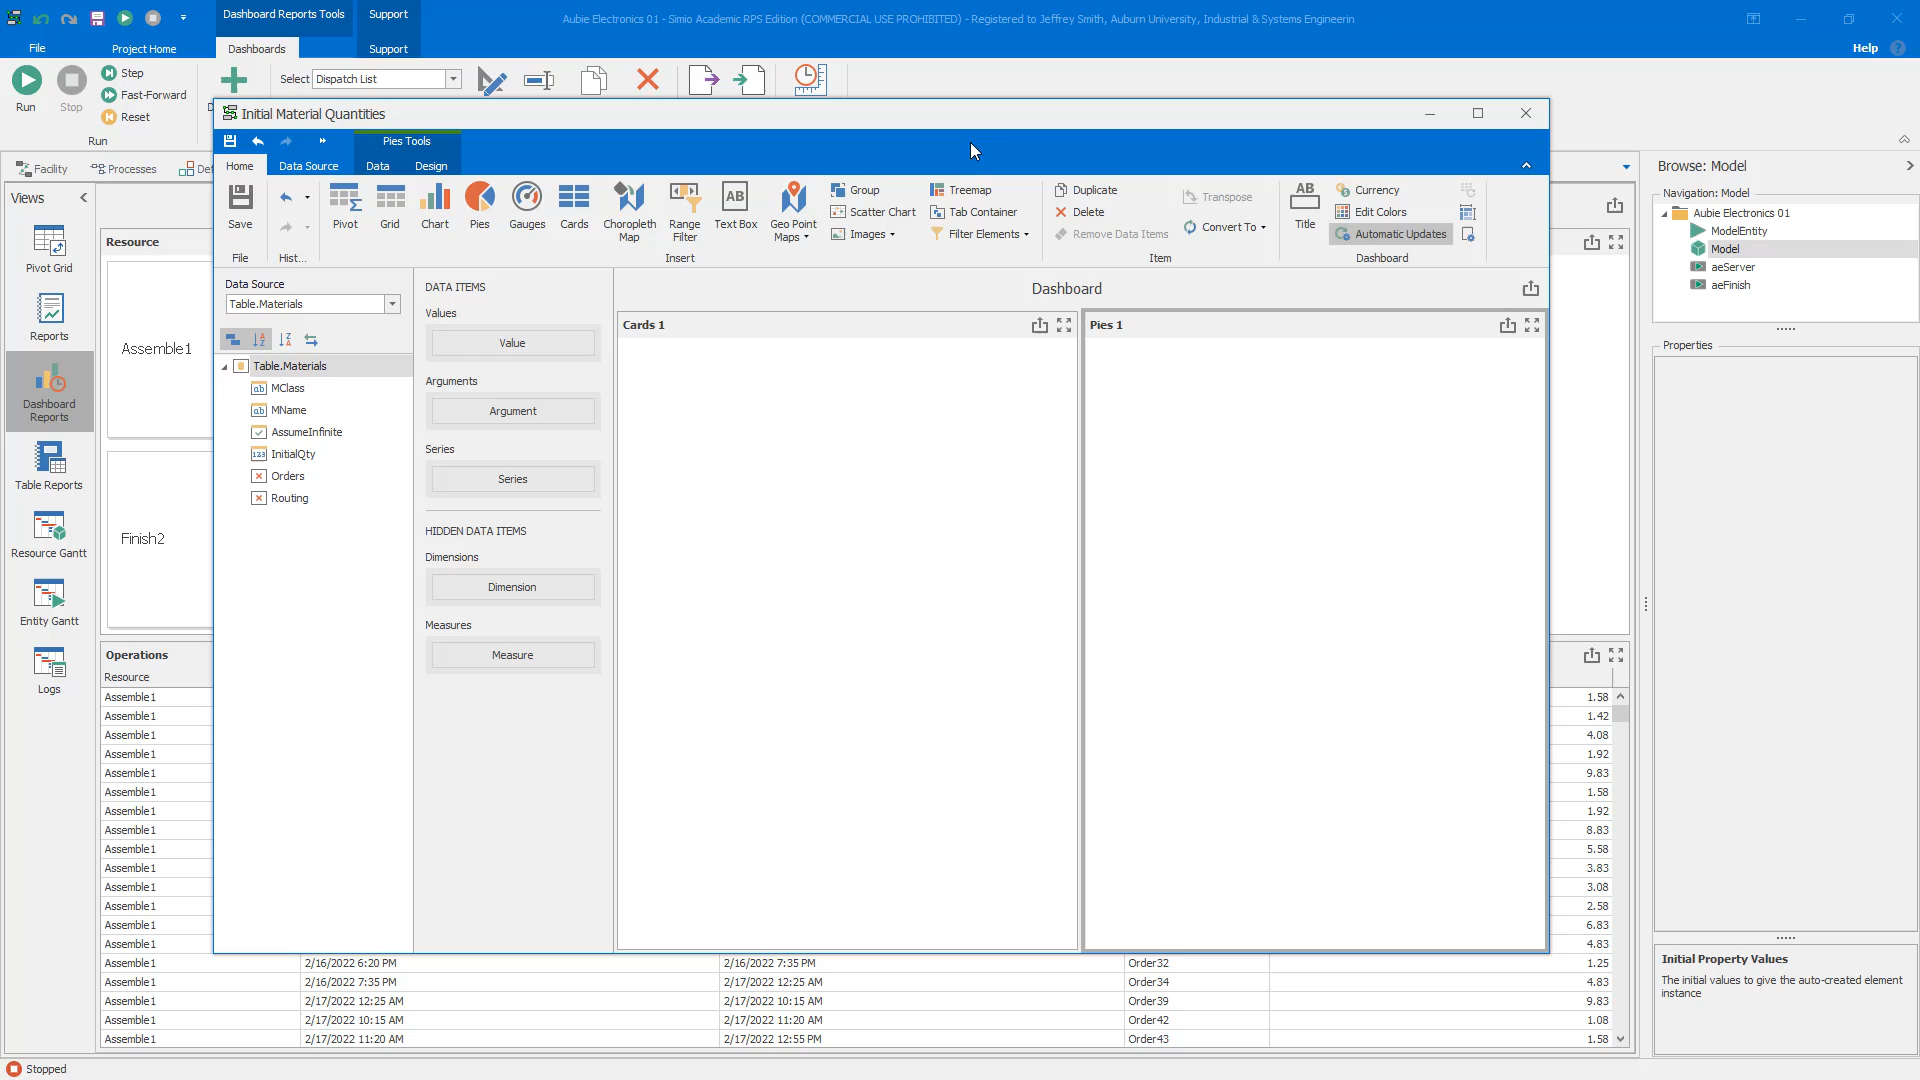 Dashboard Reports Tools
Support
Aubie Electronics 01 - Simio Academic RPS Edition (COMMERCIAL USE PROHIBITED) - Registered to Jeffrey Smith, Auburn University, Industrial & Systems Engineerin
File
Project Home
Dashboards
Support
Help
Run
Stop
Step
Fast-Forward
Reset
Select
Dispatch List
Run
Initial Material Quantities
Pies Tools
Home
Data Source
Data
Design
Save
Pivot
Grid
Chart
Pies
Gauges
Cards
Choropleth Map
Range Filter
Text Box
Geo Point Maps
Group
Scatter Chart
Images
Treemap
Tab Container
Filter Elements
Duplicate
Delete
Remove Data Items
Transpose
Convert To
Title
Currency
Edit Colors
Automatic Updates
File
Hist...
Insert
Item
Dashboard
Facility
Processes
Views
Pivot Grid
Reports
Dashboard Reports
Table Reports
Resource Gantt
Entity Gantt
Logs
Resource
Assemble1
Finish2
Data Source
Table.Materials
Table.Materials
MClass
MName
AssumeInfinite
InitialQty
Orders
Routing
DATA ITEMS
Values
Value
Arguments
Argument
Series
Series
HIDDEN DATA ITEMS
Dimensions
Dimension
Measures
Measure
Dashboard
Cards 1
Pies 1
Browse: Model
Navigation: Model
Aubie Electronics 01
ModelEntity
Model
aeServer
aeFinish
Properties
Initial Property Values
The initial values to give the auto-created element
instance
Operations
Resource
Assemble1 1.58
Assemble1 1.42
Assemble1 4.08
Assemble1 1.92
Assemble1 9.83
Assemble1 1.58
Assemble1 1.92
Assemble1 8.83
Assemble1 5.58
Assemble1 3.83
Assemble1 3.08
Assemble1 2.58
Assemble1 6.83
Assemble1 4.83
Assemble1 2/16/2022 6:20 PM 2/16/2022 7:35 PM Order32 1.25
Assemble1 2/16/2022 7:35 PM 2/17/2022 12:25 AM Order34 4.83
Assemble1 2/17/2022 12:25 AM 2/17/2022 10:15 AM Order39 9.83
Assemble1 2/17/2022 10:15 AM 2/17/2022 11:20 AM Order42 1.08
Assemble1 2/17/2022 11:20 AM 2/17/2022 12:55 PM Order43 1.58
Stopped